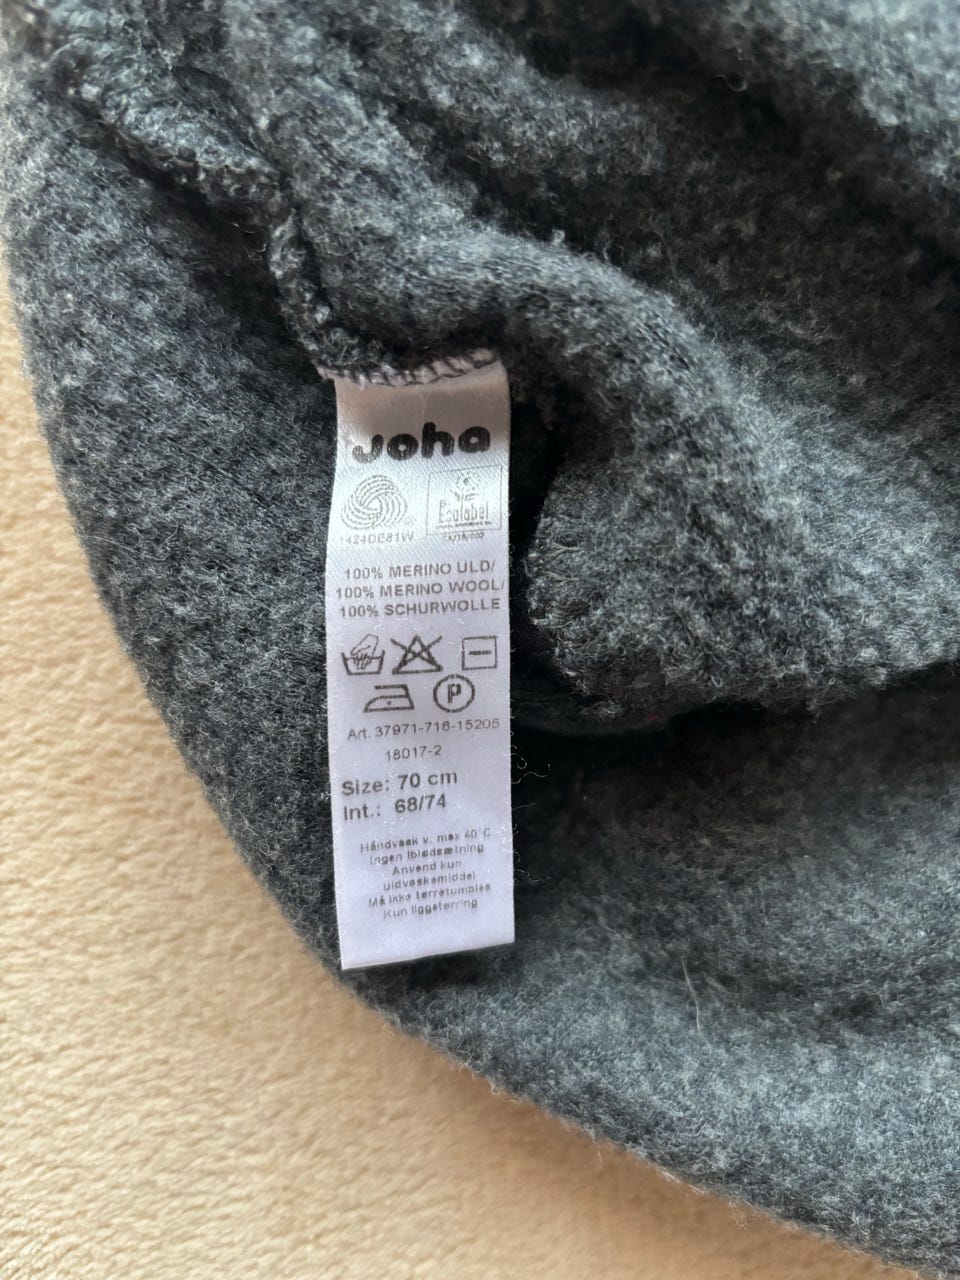 Joha
1424DE81W
Ecolabel
100% MERINO ULD/
100% MERINO WOOL/
100% SCHURWOLLE
P
Art. 37971-716-15205
18017-2
Size: 70 cm
Int.: 68/74
Håndvask v. max 40°C
Ingen iblødsætning
Anvend kun
uldvaskemiddel
Må ikke tørretumbles
Kun liggetørring